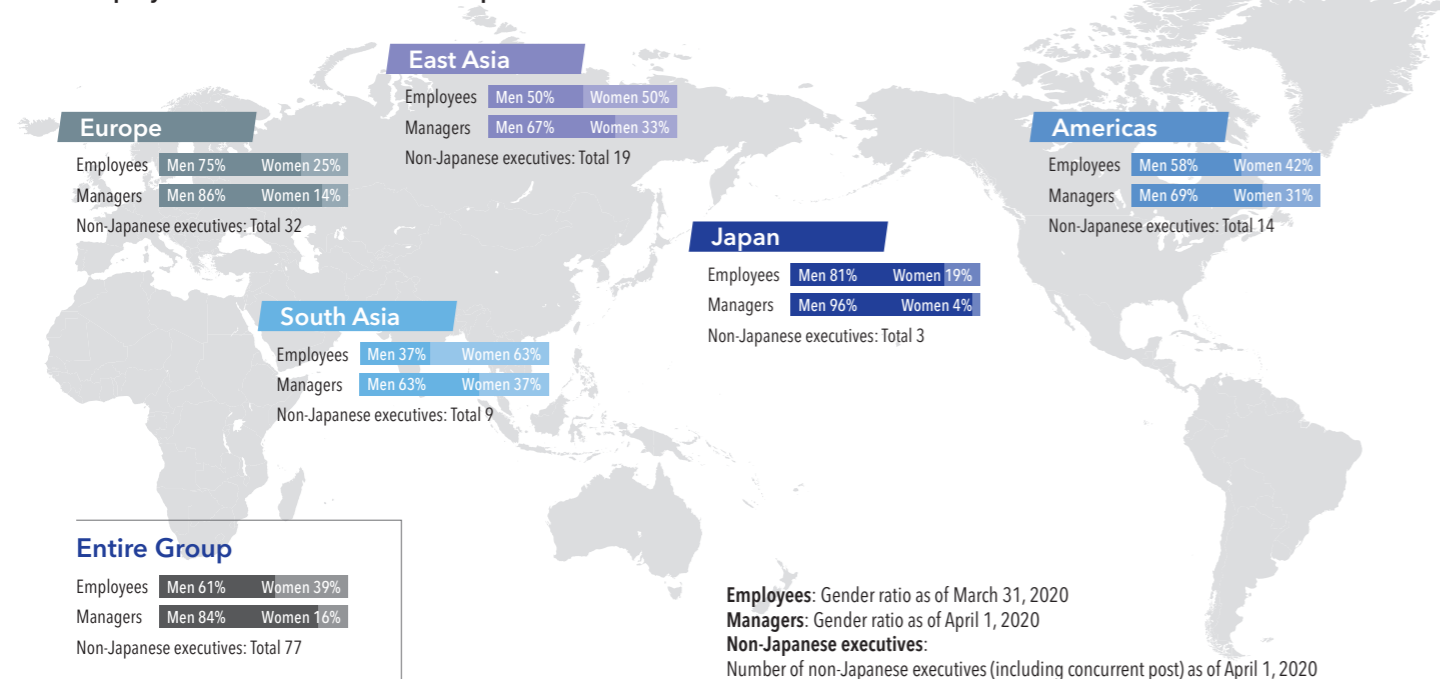 East Asia
Employees Men 50% Women 50%
Managers Men 67% Women 33%
Non-Japanese executives: Total 19
Europe
Employees Men 75% Women 25%
Managers Men 86% Women 14%
Non-Japanese executives: Total 32
Americas
Employees Men 58% Women 42%
Managers Men 69% Women 31%
Non-Japanese executives: Total 14
Japan
Employees Men 81% Women 19%
Managers Men 96% Women 4%
Non-Japanese executives: Total 3
South Asia
Employees Men 37% Women 63%
Managers Men 63% Women 37%
Non-Japanese executives: Total 9
Entire Group
Employees Men 61% Women 39%
Managers Men 84% Women 16%
Non-Japanese executives: Total 77
Employees: Gender ratio as of March 31, 2020
Managers: Gender ratio as of April 1, 2020
Non-Japanese executives:
Number of non-Japanese executives (including concurrent post) as of April 1, 2020